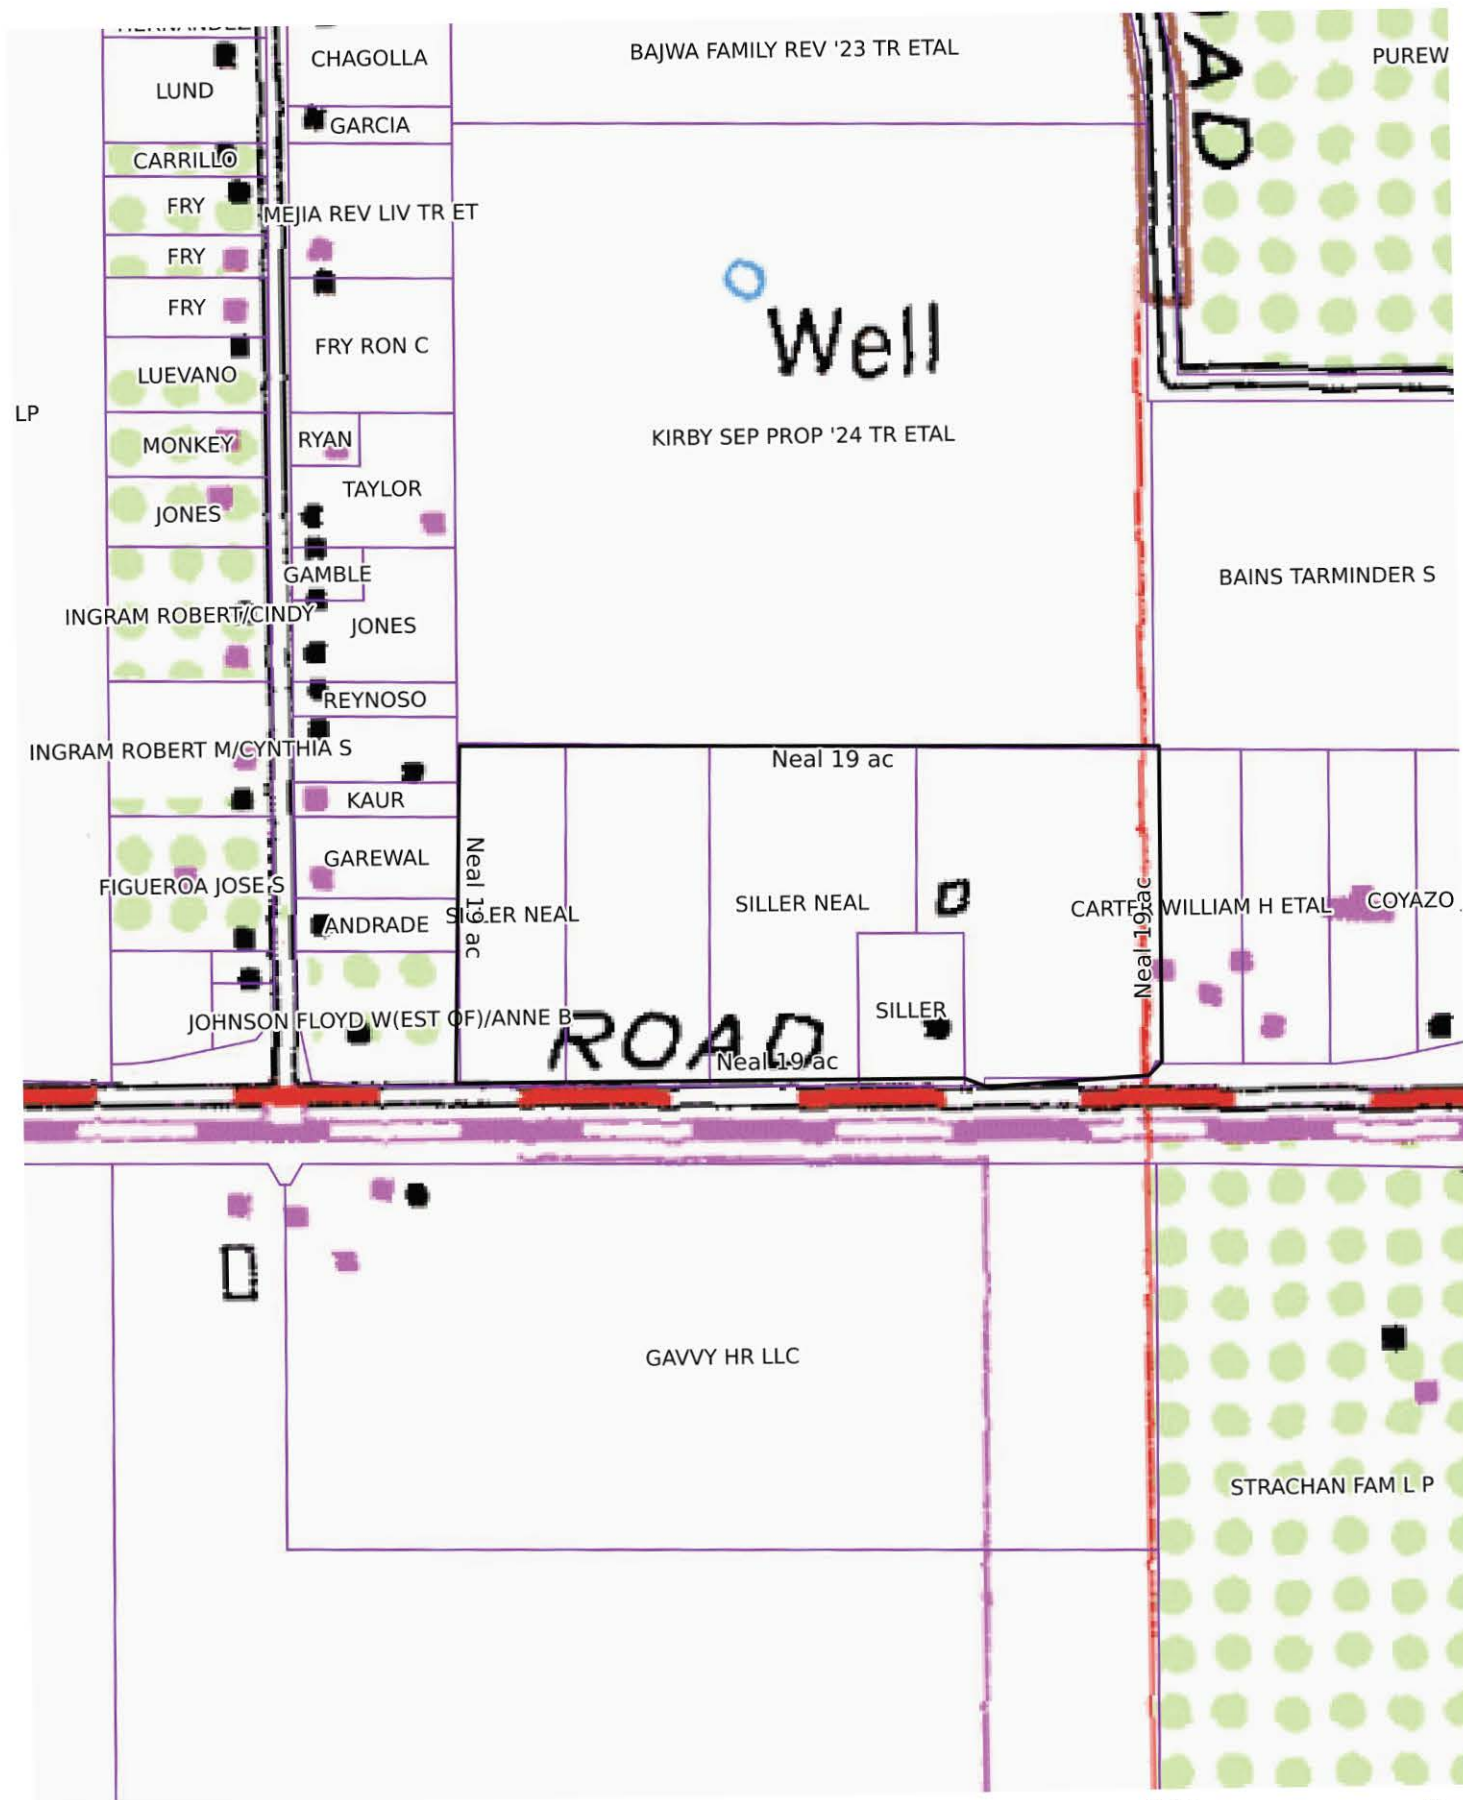 HERNANDEZ
CHAGOLLA
BAJWA FAMILY REV '23 TR ETAL
PUREW
LUND
AD
GARCIA
CARRILLO
FRY
MEJIA REV LIV TR ET
FRY
FRY
FRY RON C
Well
LUEVANO
LP
MONKEY
RYAN
KIRBY SEP PROP '24 TR ETAL
TAYLOR
JONES
GAMBLE
BAINS TARMINDER S
INGRAM ROBERT/CINDY
JONES
REYNOSO
INGRAM ROBERT M/CYNTHIA S
Neal 19 ac
KAUR
GAREWAL
Neal 19 ac
FIGUEROA JOSE S
ANDRADE
SILLER NEAL
SILLER NEAL
CARTER WILLIAM H ETAL
COYAZO
Neal 19 ac
SILLER
JOHNSON FLOYD W(EST OF)/ANNE B
ROAD
Neal 19 ac
GAVVY HR LLC
STRACHAN FAM L P